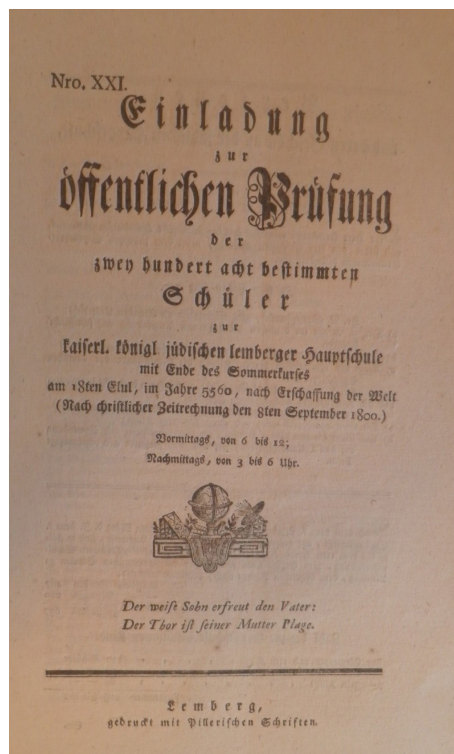 Nro. XXI.
Einladung
zur
öffentlichen Prüfung
der
zwey hundert acht bestimmten
Schüler
zur
kaiserl. königl jüdischen lemberger Hauptschule
mit Ende des Sommerkurses
am 18ten Elul, im Jahre 5560, nach Erschaffung der Welt
(Nach christlicher Zeitrechnung den 8ten September 1800.)
Vormittags, von 6 bis 12;
Nachmittags, von 3 bis 6 Uhr.
Der weiſe Sohn erfreut den Vater:
Der Thor iſt ſeiner Mutter Plage.
Lemberg,
gedruckt mit Pillerischen Schriften.